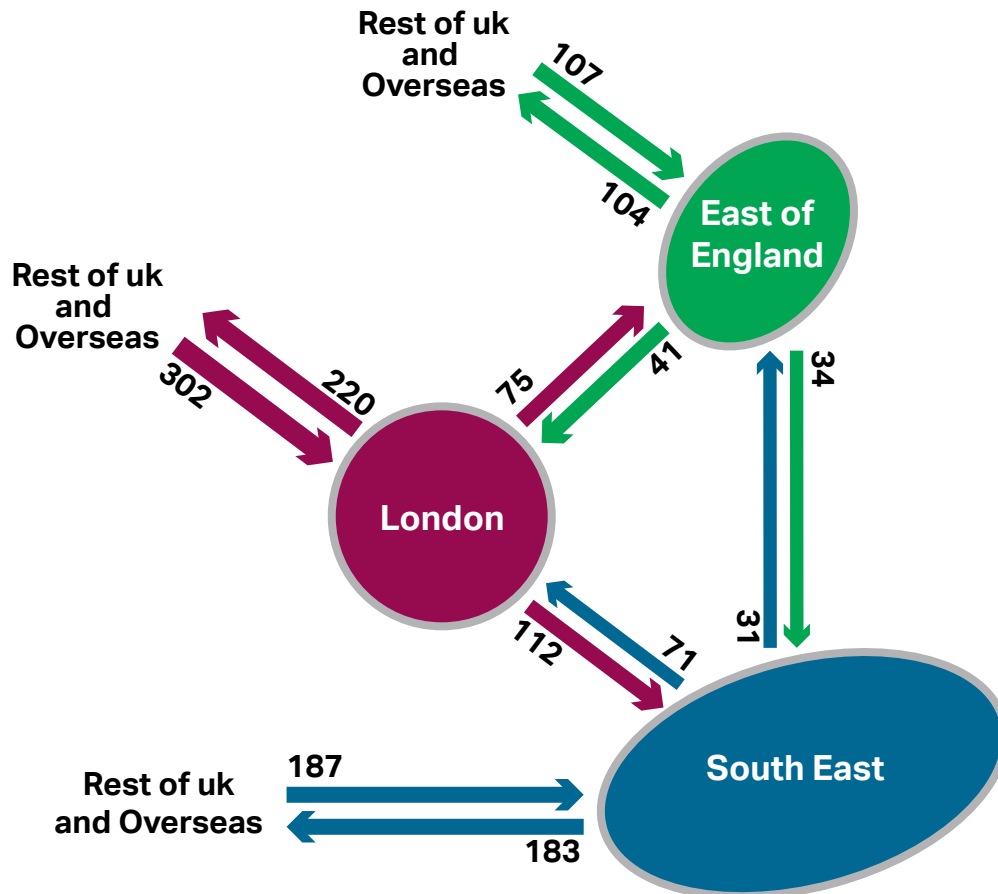 Rest of uk
and
Overseas
107
104
East of
England
Rest of uk
and
Overseas
302
220
75
41
34
London
31
112
71
South East
187
Rest of uk
and Overseas
183